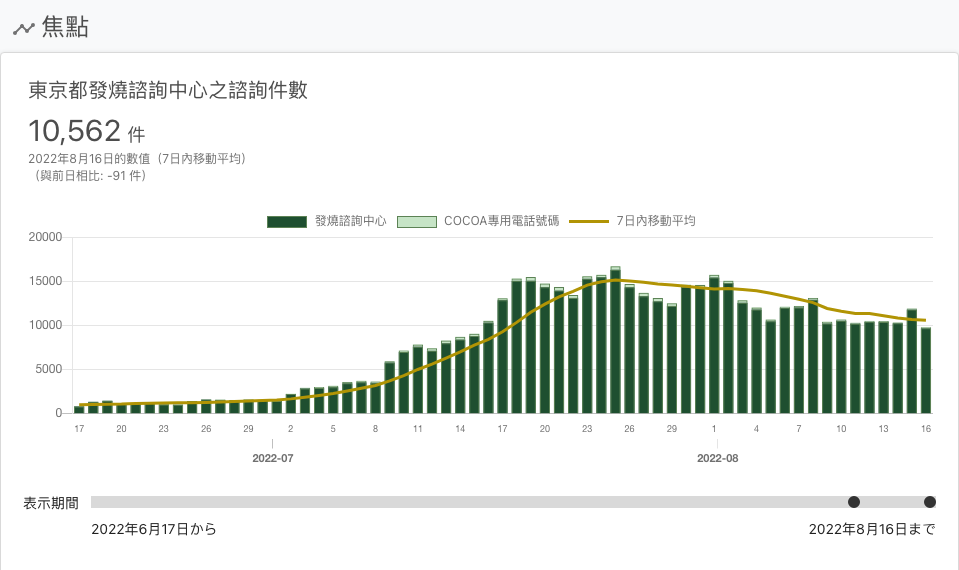 焦點
東京都發燒諮詢中心之諮詢件數
10,562 件
2022年8月16日的數值（7日內移動平均）
（與前日相比: -91 件）
發燒諮詢中心 COCOA專用電話號碼 7日內移動平均
20000
15000
10000
5000
0
17 20 23 26 29 2 5 8 11 14 17 20 23 26 29 1 4 7 10 13 16
2022-07 2022-08
表示期間
2022年6月17日から 2022年8月16日まで